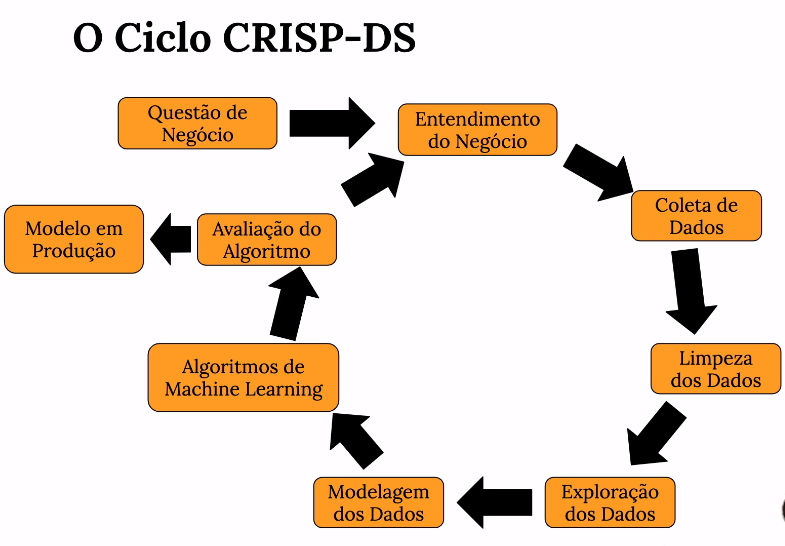 O Ciclo CRISP-DS
Questão de
Negócio
Entendimento
do Negócio
Coleta de
Dados
Limpeza
dos Dados
Exploração
dos Dados
Modelagem
dos Dados
Algoritmos de
Machine Learning
Avaliação do
Algoritmo
Modelo em
Produção